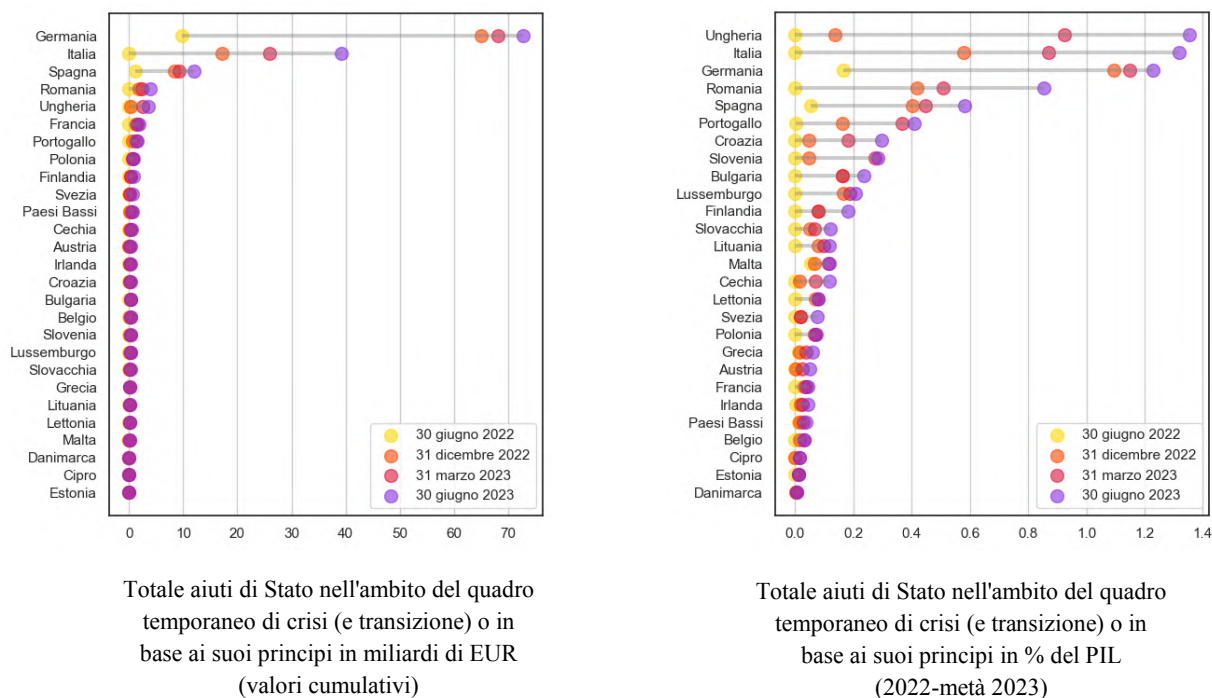 Germania
Italia
Spagna
Romania
Ungheria
Francia
Portogallo
Polonia
Finlandia
Svezia
Paesi Bassi
Cechia
Austria
Irlanda
Croazia
Bulgaria
Belgio
Slovenia
Lussemburgo
Slovacchia
Grecia
Lituania
Lettonia
Malta
Danimarca
Cipro
Estonia
30 giugno 2022
31 dicembre 2022
31 marzo 2023
30 giugno 2023
0 10 20 30 40 50 60 70
Totale aiuti di Stato nell'ambito del quadro
temporaneo di crisi (e transizione) o in
base ai suoi principi in miliardi di EUR
(valori cumulativi)
Ungheria
Italia
Germania
Romania
Spagna
Portogallo
Croazia
Slovenia
Bulgaria
Lussemburgo
Finlandia
Slovacchia
Lituania
Malta
Cechia
Lettonia
Svezia
Polonia
Grecia
Austria
Francia
Irlanda
Paesi Bassi
Belgio
Cipro
Estonia
Danimarca
30 giugno 2022
31 dicembre 2022
31 marzo 2023
30 giugno 2023
0.0 0.2 0.4 0.6 0.8 1.0 1.2 1.4
Totale aiuti di Stato nell'ambito del quadro
temporaneo di crisi (e transizione) o in
base ai suoi principi in % del PIL
(2022-metà 2023)